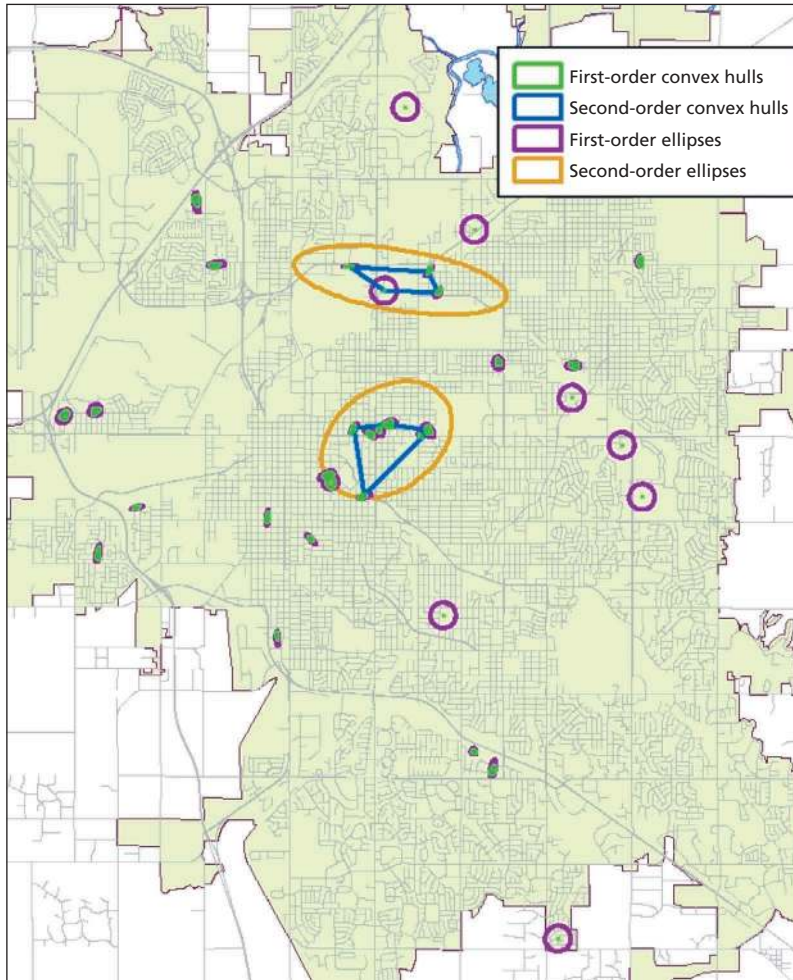 First-order convex hulls
Second-order convex hulls
First-order ellipses
Second-order ellipses